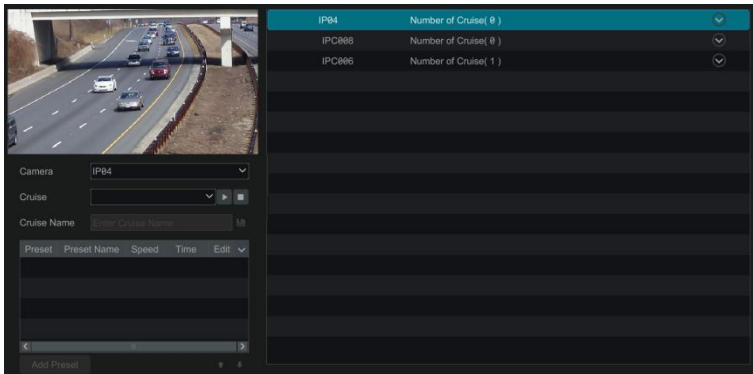 IP04 Number of Cruise( 0 )
IPC008 Number of Cruise( 0 )
IPC006 Number of Cruise( 1 )
Camera IP04
Cruise
Cruise Name Enter Cruise Name
Preset Preset Name Speed Time Edit
Add Preset